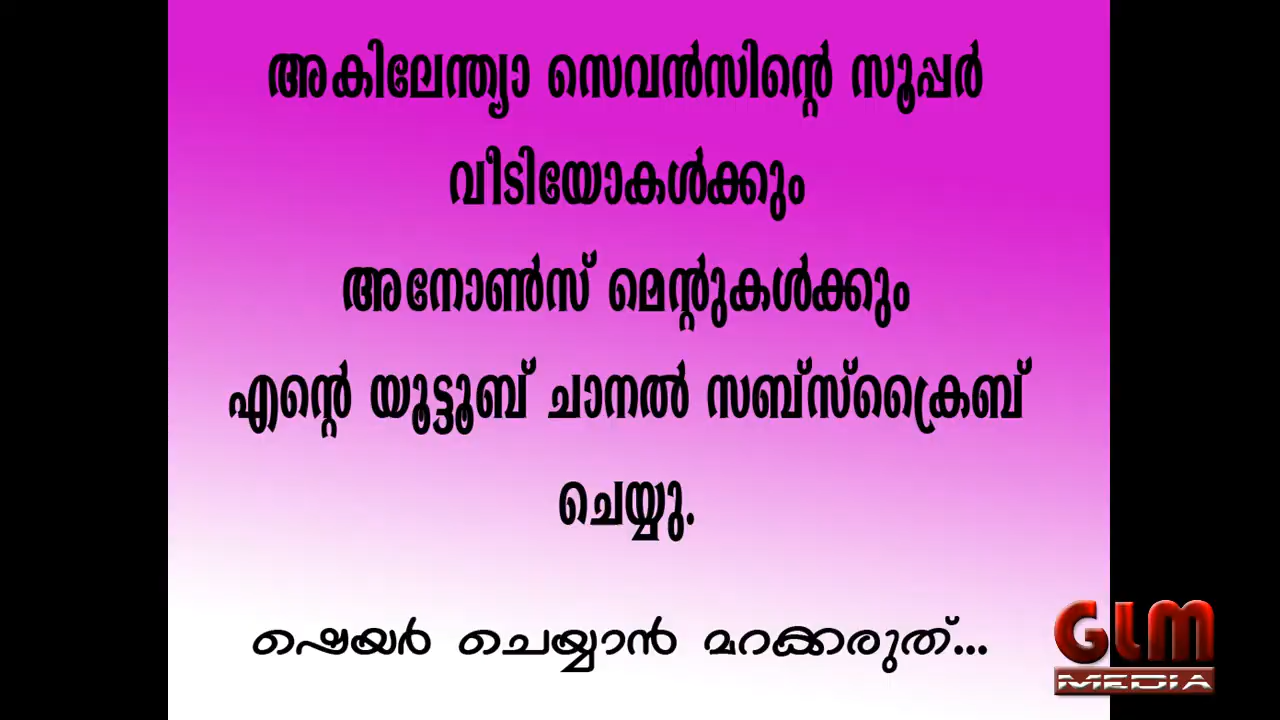 അകിലേന്ത്യാ സെവൻസിന്റെ സൂപ്പർ
വീടിയോകൾക്കും
അനോൺസ് മെന്റുകൾക്കും
എന്റെ യൂട്ടൂബ് ചാനൽ സബ്സ്ക്രൈബ്
ചെയ്യു.
ഷെയർ ചെയ്യാൻ മറക്കരുത്...
GLM
MEDIA